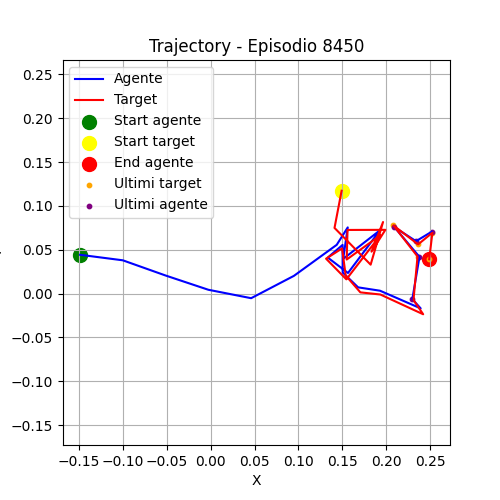 Trajectory - Episodio 8450
Agente
Target
Start agente
Start target
End agente
Ultimi target
Ultimi agente
0.25
0.20
0.15
0.10
0.05
0.00
−0.05
−0.10
−0.15
−0.15 −0.10 −0.05 0.00 0.05 0.10 0.15 0.20 0.25
X